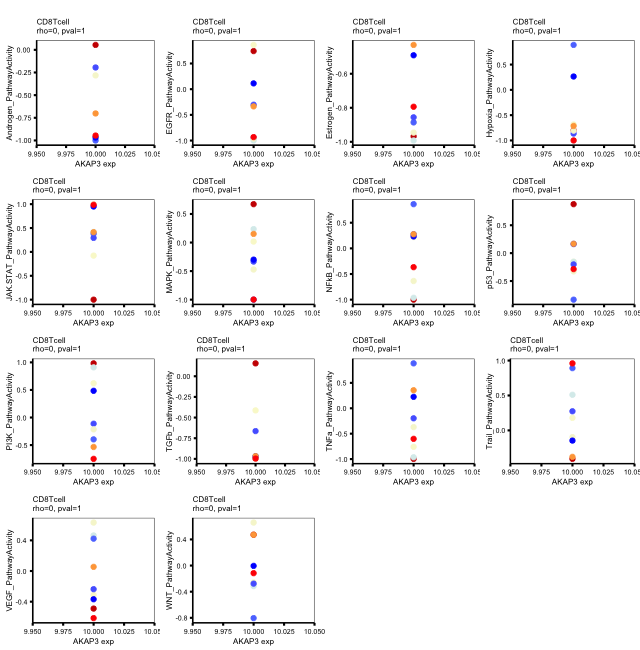 CD8Tcell
rho=0, pval=1
Androgen_PathwayActivity
0.00
-0.25
-0.50
-0.75
-1.00
9.950 9.975 10.000 10.025 10.05
AKAP3 exp
CD8Tcell
rho=0, pval=1
EGFR_PathwayActivity
0.5
0.0
-0.5
-1.0
9.950 9.975 10.000 10.025 10.05
AKAP3 exp
CD8Tcell
rho=0, pval=1
Estrogen_PathwayActivity
-0.6
-0.8
-1.0
9.950 9.975 10.000 10.025 10.05
AKAP3 exp
CD8Tcell
rho=0, pval=1
Hypoxia_PathwayActivity
0.5
0.0
-0.5
-1.0
9.950 9.975 10.000 10.025 10.05
AKAP3 exp
CD8Tcell
rho=0, pval=1
JAK.STAT_PathwayActivity
1.0
0.5
0.0
-0.5
-1.0
9.950 9.975 10.000 10.025 10.05
AKAP3 exp
CD8Tcell
rho=0, pval=1
MAPK_PathwayActivity
0.5
0.0
-0.5
-1.0
9.950 9.975 10.000 10.025 10.05
AKAP3 exp
CD8Tcell
rho=0, pval=1
NFkB_PathwayActivity
0.5
0.0
-0.5
-1.0
9.950 9.975 10.000 10.025 10.05
AKAP3 exp
CD8Tcell
rho=0, pval=1
p53_PathwayActivity
0.5
0.0
-0.5
9.950 9.975 10.000 10.025 10.05
AKAP3 exp
CD8Tcell
rho=0, pval=1
PI3K_PathwayActivity
1.0
0.5
0.0
-0.5
9.950 9.975 10.000 10.025 10.05
AKAP3 exp
CD8Tcell
rho=0, pval=1
TGFb_PathwayActivity
0.00
-0.25
-0.50
-0.75
-1.00
9.950 9.975 10.000 10.025 10.05
AKAP3 exp
CD8Tcell
rho=0, pval=1
TNFa_PathwayActivity
0.5
0.0
-0.5
-1.0
9.950 9.975 10.000 10.025 10.05
AKAP3 exp
CD8Tcell
rho=0, pval=1
Trail_PathwayActivity
1.0
0.5
0.0
9.950 9.975 10.000 10.025 10.05
AKAP3 exp
CD8Tcell
rho=0, pval=1
VEGF_PathwayActivity
0.4
0.0
-0.4
9.950 9.975 10.000 10.025 10.05
AKAP3 exp
CD8Tcell
rho=0, pval=1
WNT_PathwayActivity
0.4
0.0
-0.4
-0.8
9.950 9.975 10.000 10.025 10.050
AKAP3 exp